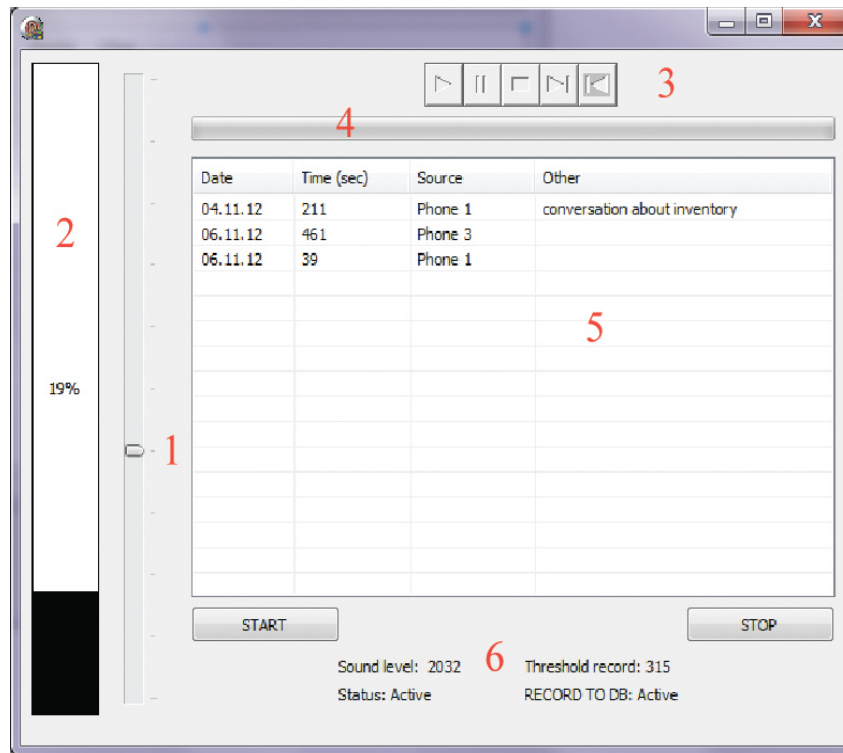 3
4
Date Time (sec) Source Other
04.11.12 211 Phone 1 conversation about inventory
06.11.12 461 Phone 3
06.11.12 39 Phone 1
2
5
19%
1
START STOP
6
Sound level: 2032 Threshold record: 315
Status: Active RECORD TO DB: Active